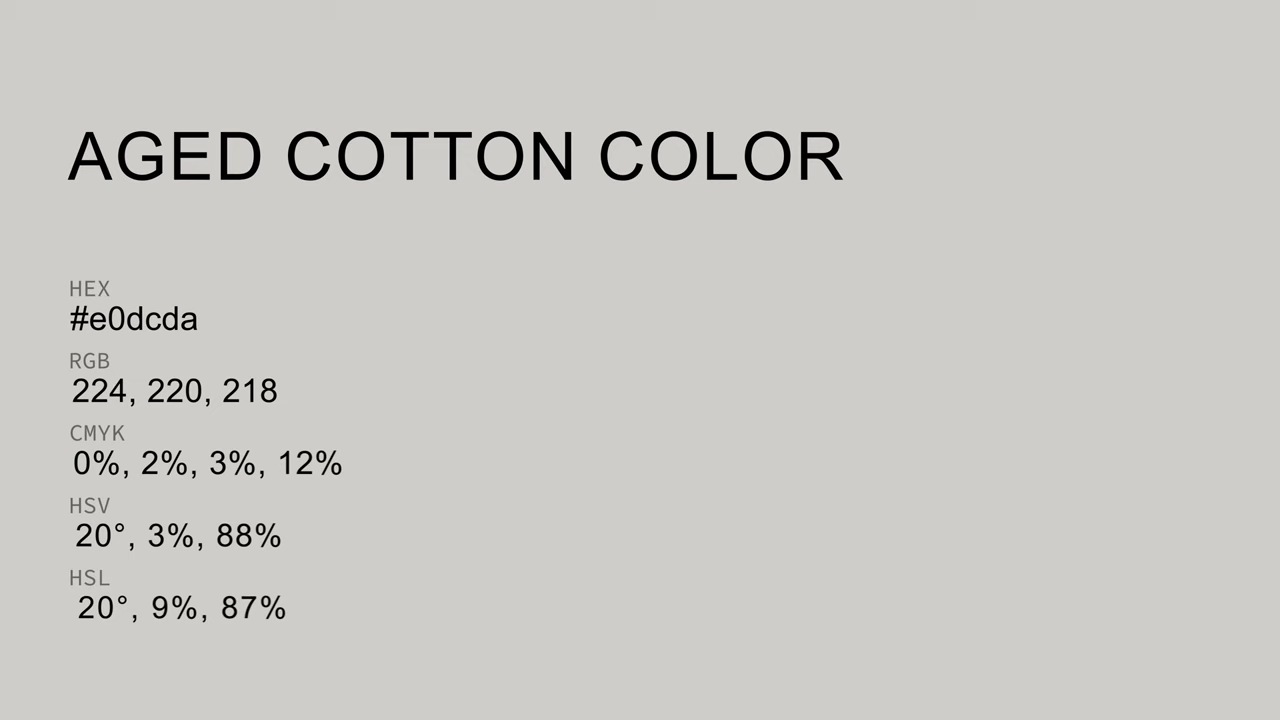 AGED COTTON COLOR
HEX
#e0dcda
RGB
224, 220, 218
CMYK
0%, 2%, 3%, 12%
HSV
20°, 3%, 88%
HSL
20°, 9%, 87%